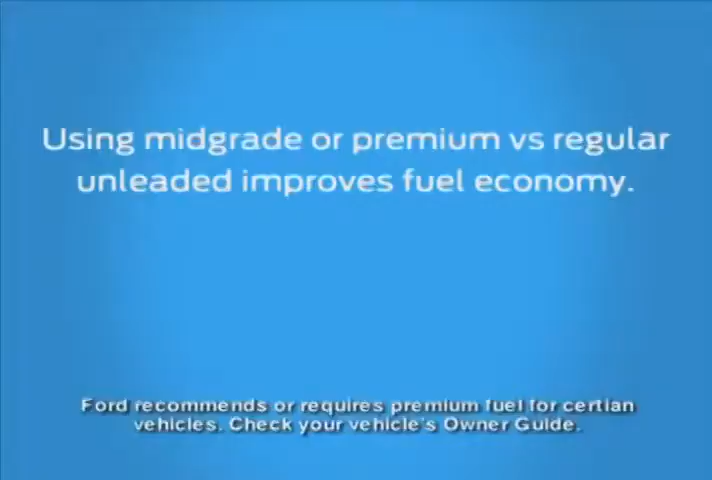 Using midgrade or premium vs regular
unleaded improves fuel economy.
Ford recommends or requires premium fuel for certian
vehicles. Check your vehicle's Owner Guide.